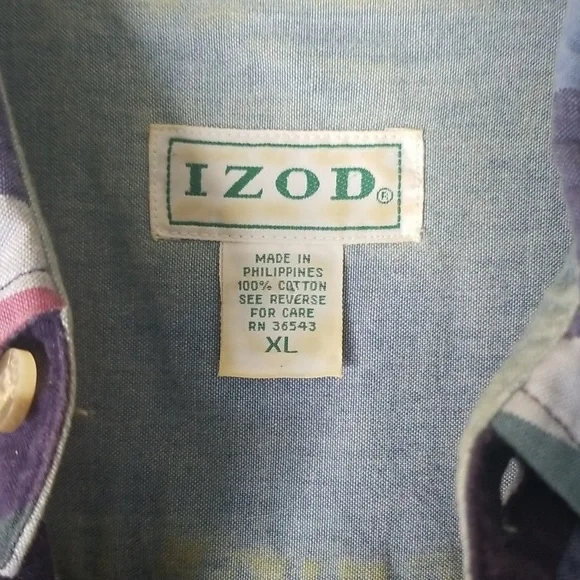 IZOD®
MADE IN
PHILIPPINES
100% COTTON
SEE REVERSE
FOR CARE
RN 36543
XL